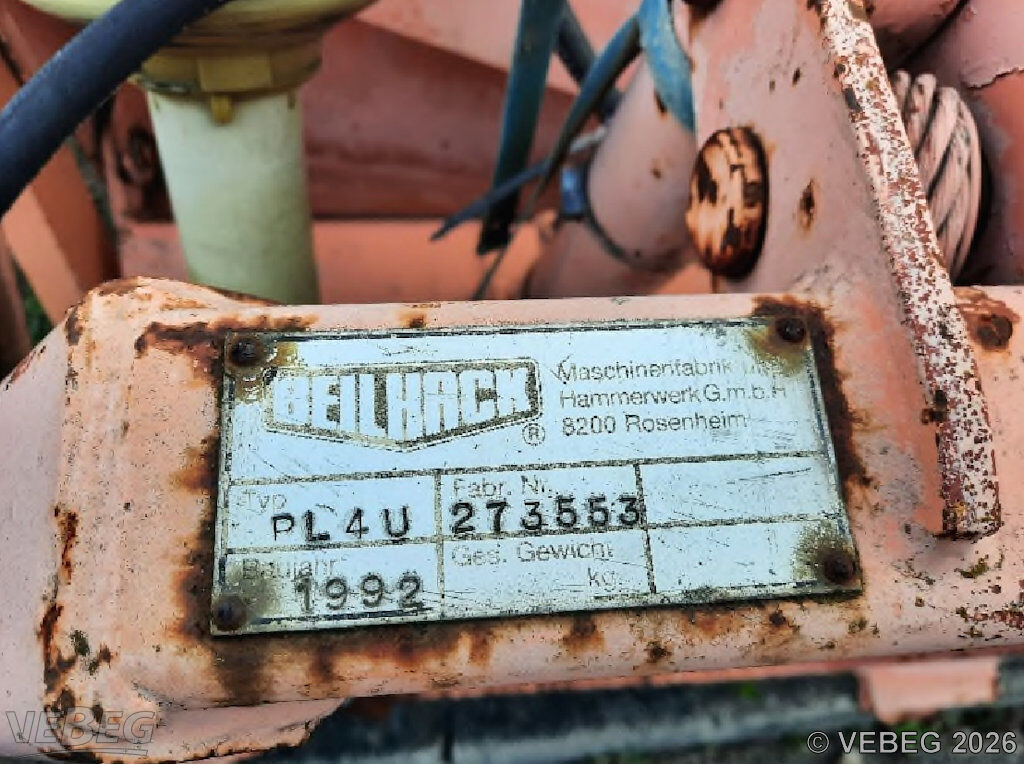 BEILHACK
®
Maschinenfabrik und
Hammerwerk G.m.b.H
8200 Rosenheim
Typ
PL4U
Fabr. Nr.
273553
Baujahr
1992
Ges. Gewicht
kg
VEBEG
© VEBEG 2026